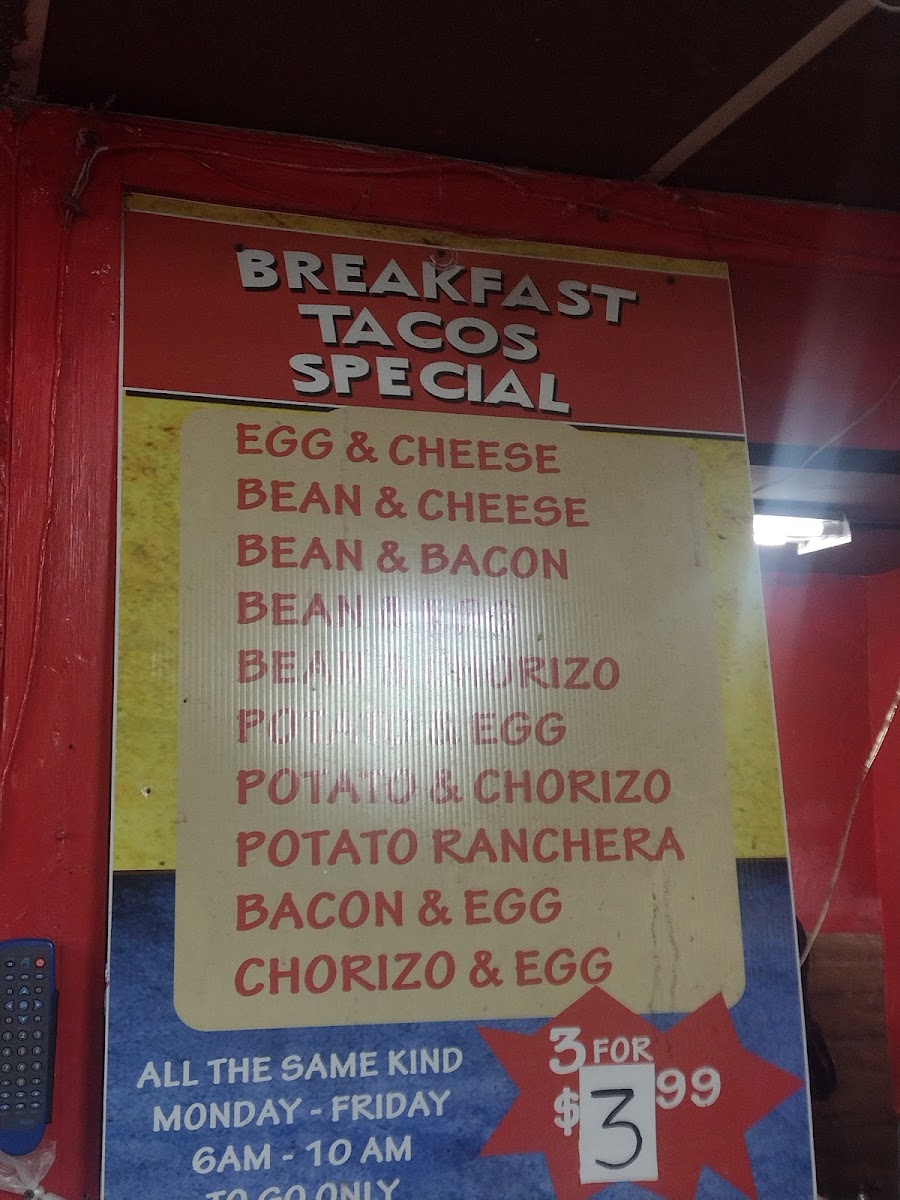 BREAKFAST
TACOS
SPECIAL
EGG & CHEESE
BEAN & CHEESE
BEAN & BACON
BEAN & EGG
BEAN & CHORIZO
POTATO & EGG
POTATO & CHORIZO
POTATO RANCHERA
BACON & EGG
CHORIZO & EGG
ALL THE SAME KIND
MONDAY - FRIDAY
6AM - 10 AM
TO GO ONLY
3 FOR
$3 99